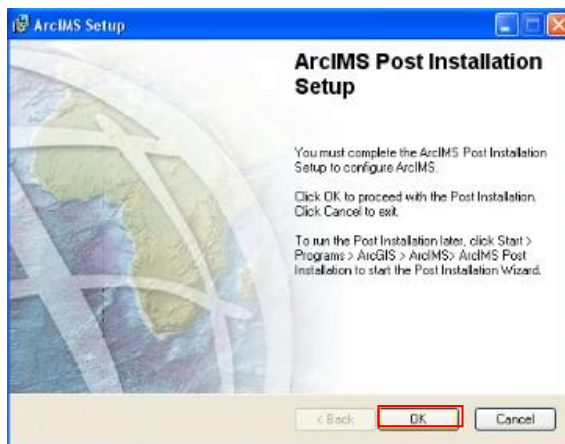 ArcIMS Setup
ArcIMS Post Installation
Setup
You must complete the ArcIMS Post Installation
Setup to configure ArcIMS.
Click OK to proceed with the Post Installation.
Click Cancel to exit.
To run the Post Installation later, click Start >
Programs > ArcGIS > ArcIMS> ArcIMS Post
Installation to start the Post Installation Wizard.
< Back
OK
Cancel